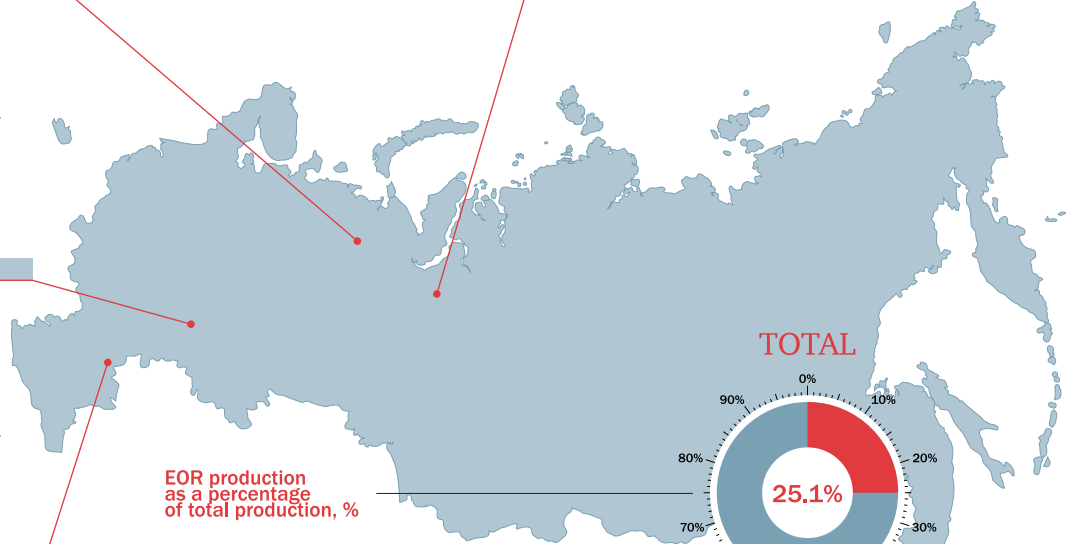 TOTAL
0%
90%
10%
80%
20%
EOR production
as a percentage
of total production, %
25.1%
70%
30%